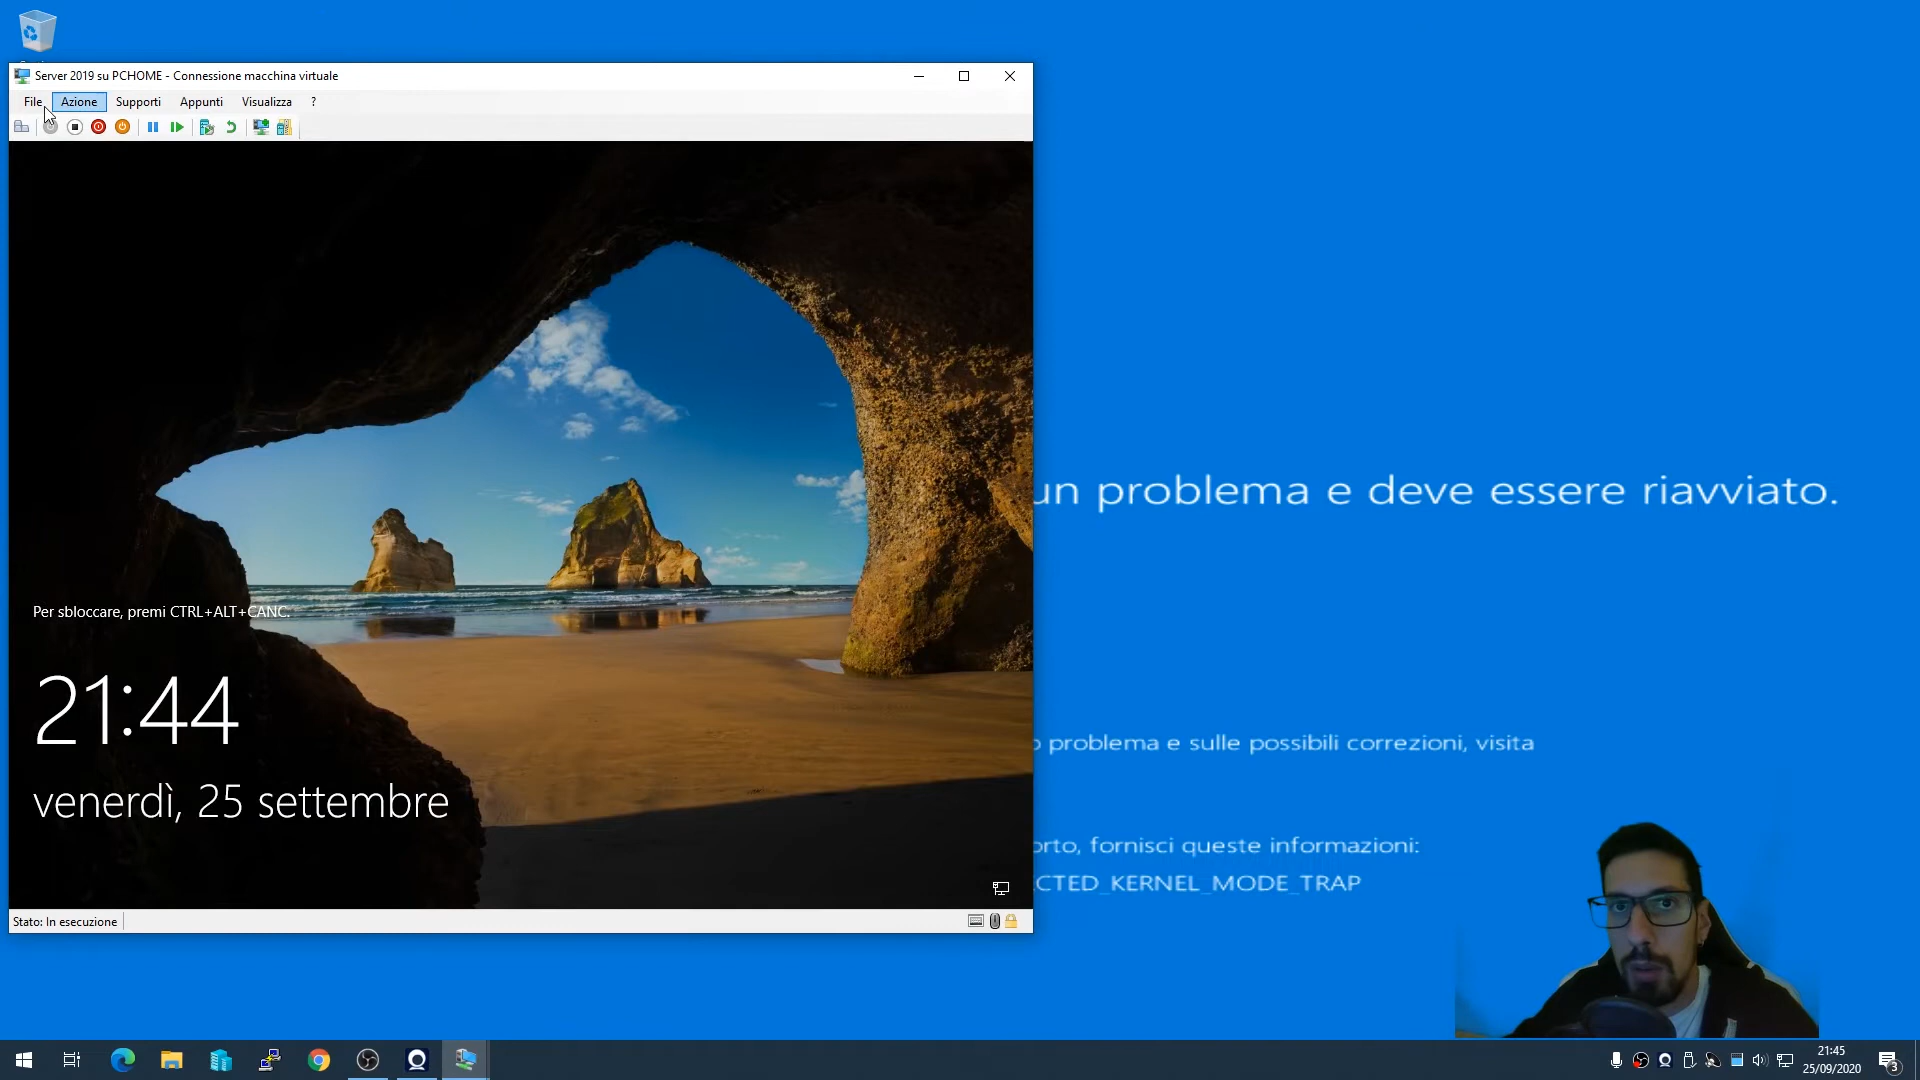 Server 2019 su PCHOME - Connessione macchina virtuale
File Azione Supporti Appunti Visualizza ?
un problema e deve essere riavviato.
Per sbloccare, premi CTRL+ALT+CANC.
21:44
venerdì, 25 settembre
problema e sulle possibili correzioni, visita
orto, fornisci queste informazioni:
CTED_KERNEL_MODE_TRAP
Stato: In esecuzione
21:45
25/09/2020
3